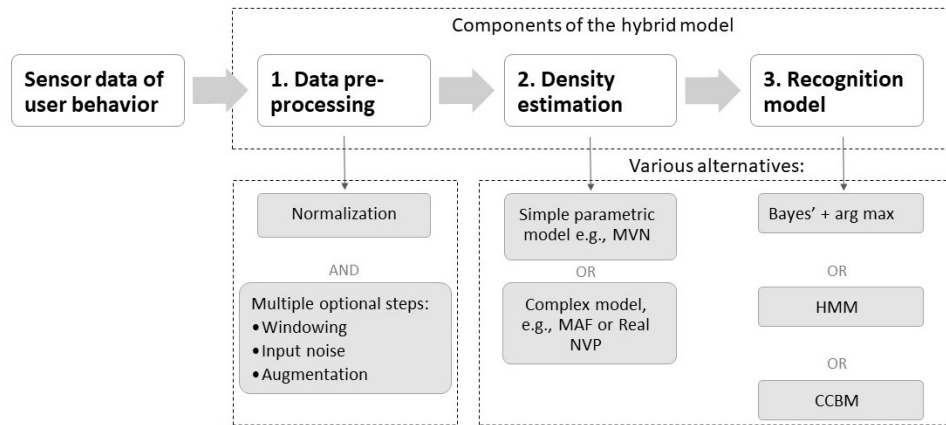 Components of the hybrid model
Sensor data of
user behavior
1. Data pre-
processing
2. Density
estimation
3. Recognition
model
Various alternatives:
Normalization
AND
Multiple optional steps:
•Windowing
•Input noise
•Augmentation
Simple parametric
model e.g., MVN
OR
Complex model,
e.g., MAF or Real
NVP
Bayes’ + arg max
OR
HMM
OR
CCBM